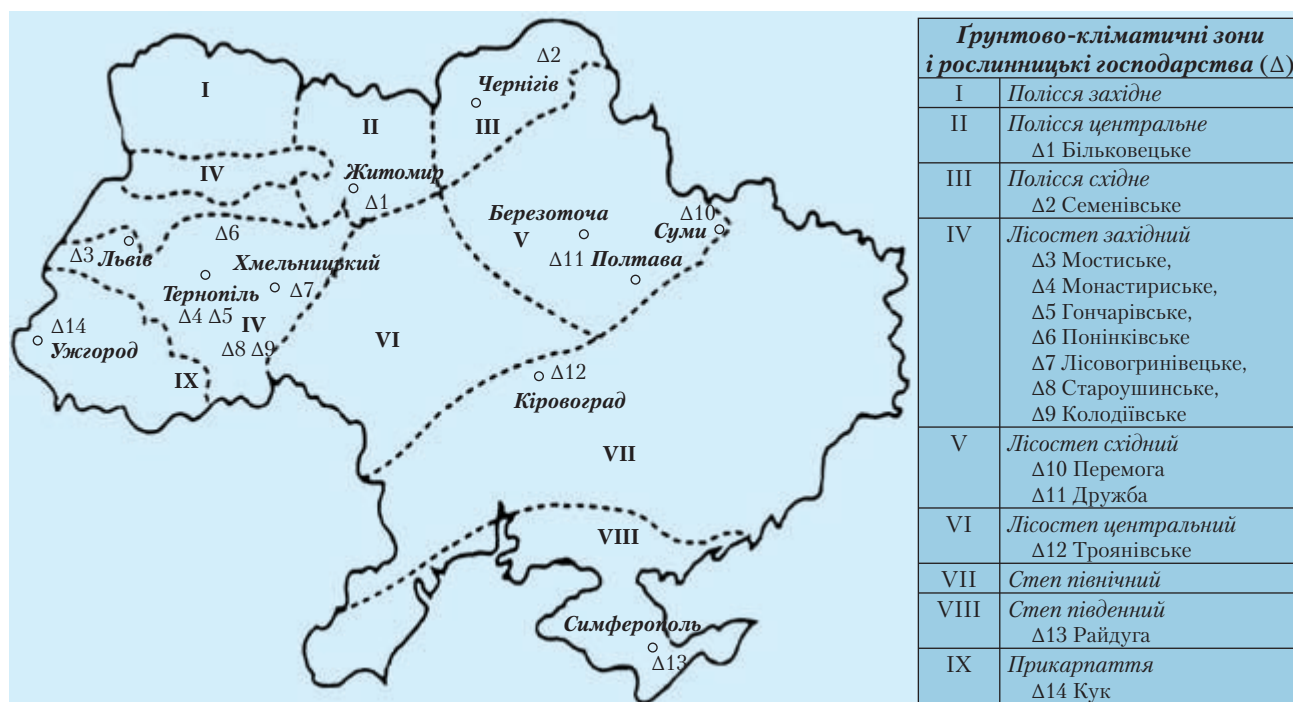 Δ2
Чернігів
I
II
III
IV
Житомир
Δ1
Березоточа
Δ10
V
Суми
Δ6
Δ3 Львів
Δ11 Полтава
Хмельницький
Тернопіль
Δ7
Δ4 Δ5
IV
Δ14
VI
Δ8 Δ9
Ужгород
IX
Δ12
Кіровоград
VII
VIII
Симферополь
Δ13
Ґрунтово-кліматичні зони
і рослинницькі господарства (Δ)
I Полісся західне
II Полісся центральне
Δ1 Більковецьке
III Полісся східне
Δ2 Семенівське
IV Лісостеп західний
Δ3 Мостиське,
Δ4 Монастириське,
Δ5 Гончарівське,
Δ6 Понінківське
Δ7 Лісовогринівецьке,
Δ8 Староушинське,
Δ9 Колодіївське
V Лісостеп східний
Δ10 Перемога
Δ11 Дружба
VI Лісостеп центральний
Δ12 Троянівське
VII Степ північний
VIII Степ південний
Δ13 Райдуга
IX Прикарпаття
Δ14 Кук